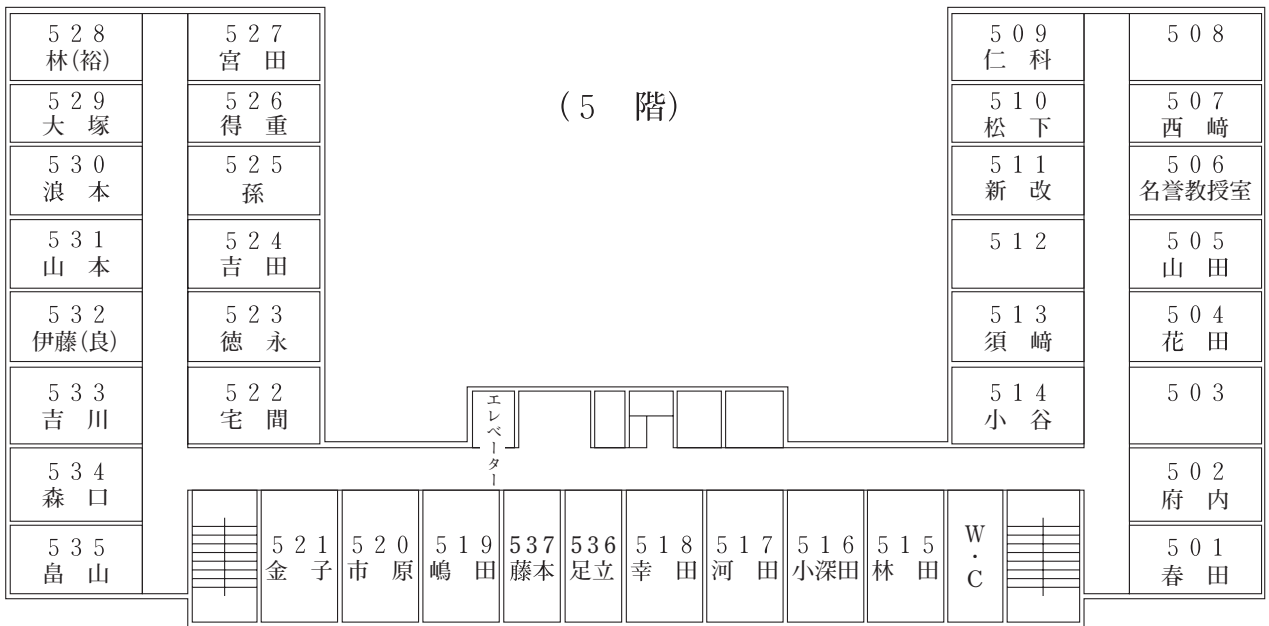 (5 階)
528
林(裕)
529
大塚
530
浪本
531
山本
532
伊藤(良)
533
吉川
534
森口
535
畠山
527
宮田
526
得重
525
孫
524
吉田
523
徳永
522
宅間
エレベーター
521
金子
520
市原
519
嶋田
537
藤本
536
足立
518
幸田
517
河田
516
小深田
515
林田
W・C
509
仁科
510
松下
511
新改
512
513
須﨑
514
小谷
508
507
西﨑
506
名誉教授室
505
山田
504
花田
503
502
府内
501
春田